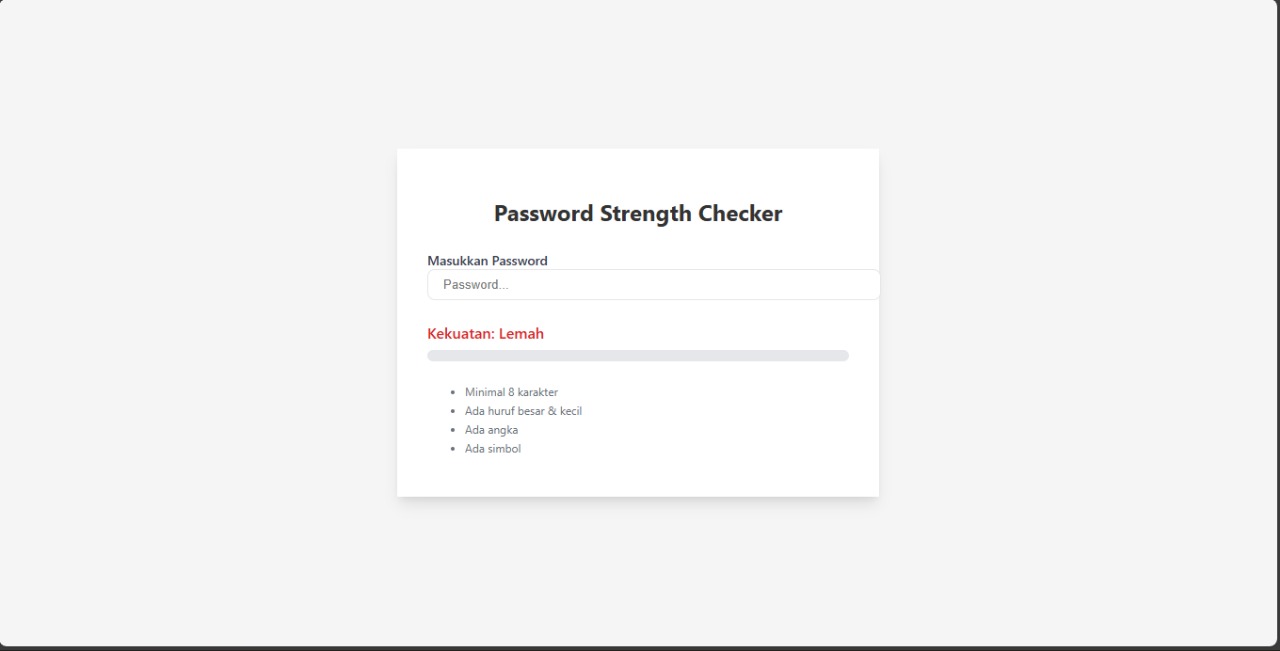 Password Strength Checker
Masukkan Password
Password...
Kekuatan: Lemah
Minimal 8 karakter
Ada huruf besar & kecil
Ada angka
Ada simbol